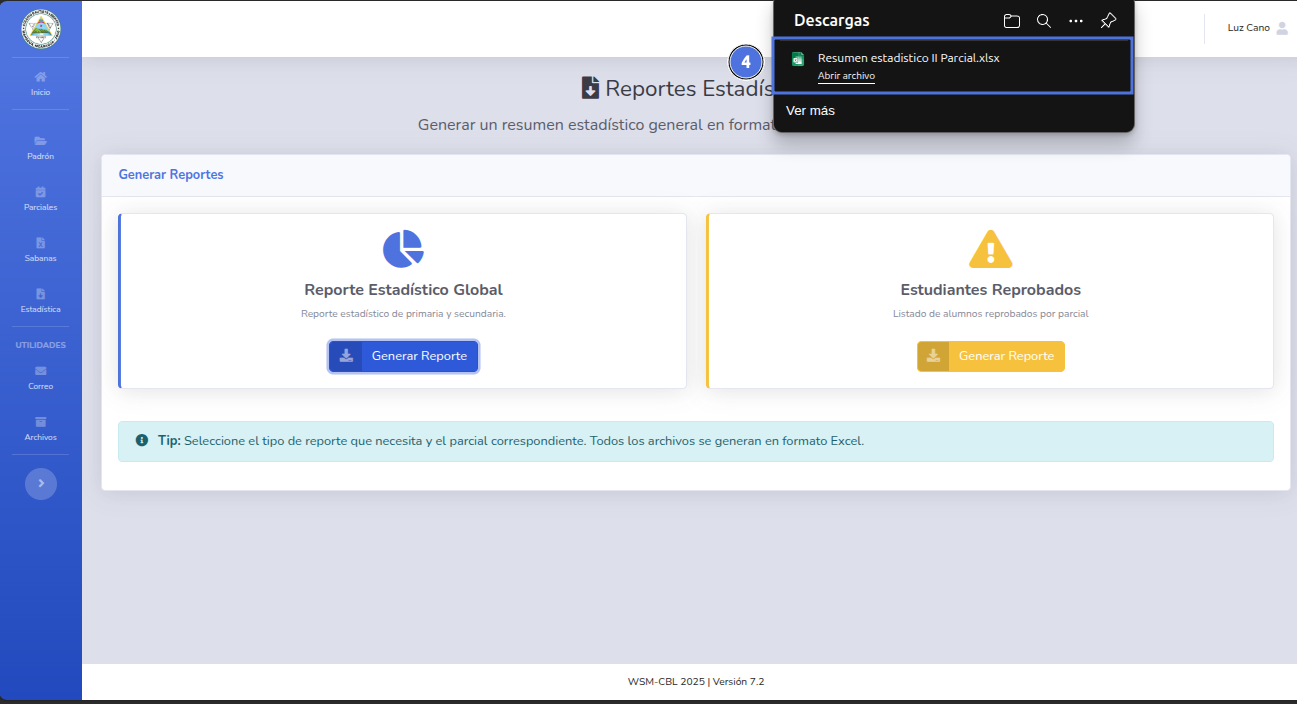 Luz Cano
Descargas
4
Resumen estadistico II Parcial.xlsx
Abrir archivo
Ver más
Inicio
Padrón
Parciales
Sabanas
Estadística
UTILIDADES
Correo
Archivos
Reportes Estadís
Generar un resumen estadístico general en format
Generar Reportes
Reporte Estadístico Global
Reporte estadístico de primaria y secundaria.
Generar Reporte
Estudiantes Reprobados
Listado de alumnos reprobados por parcial
Generar Reporte
Tip: Seleccione el tipo de reporte que necesita y el parcial correspondiente. Todos los archivos se generan en formato Excel.
WSM-CBL 2025 | Versión 7.2